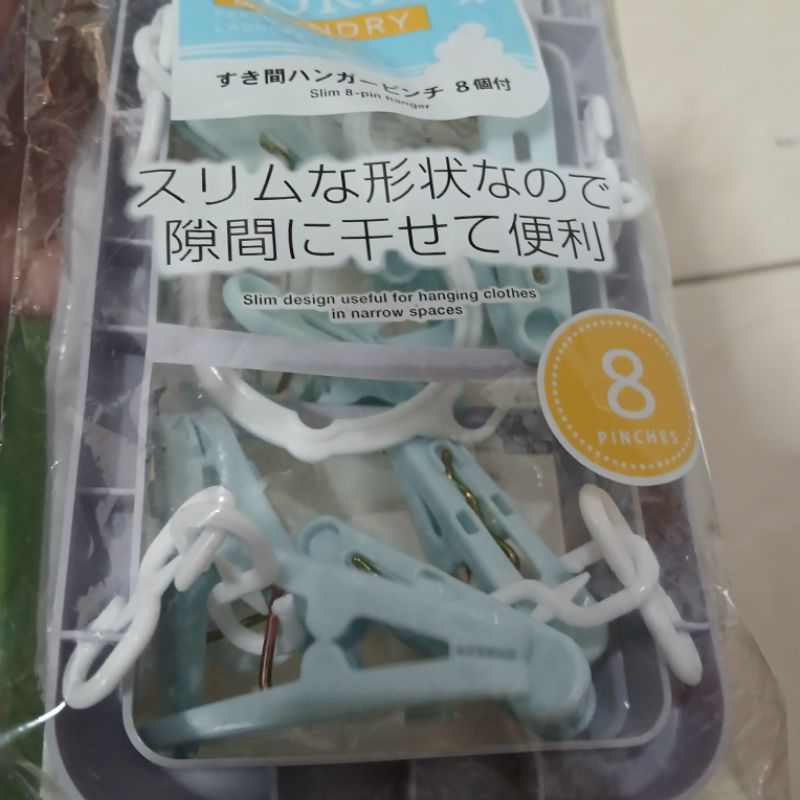 LAUNDRY
すき間ハンガーピンチ 8個付
Slim 8-pin hanger
スリムな形状なので
隙間に干せて便利
Slim design useful for hanging clothes
in narrow spaces
8
PINCHES